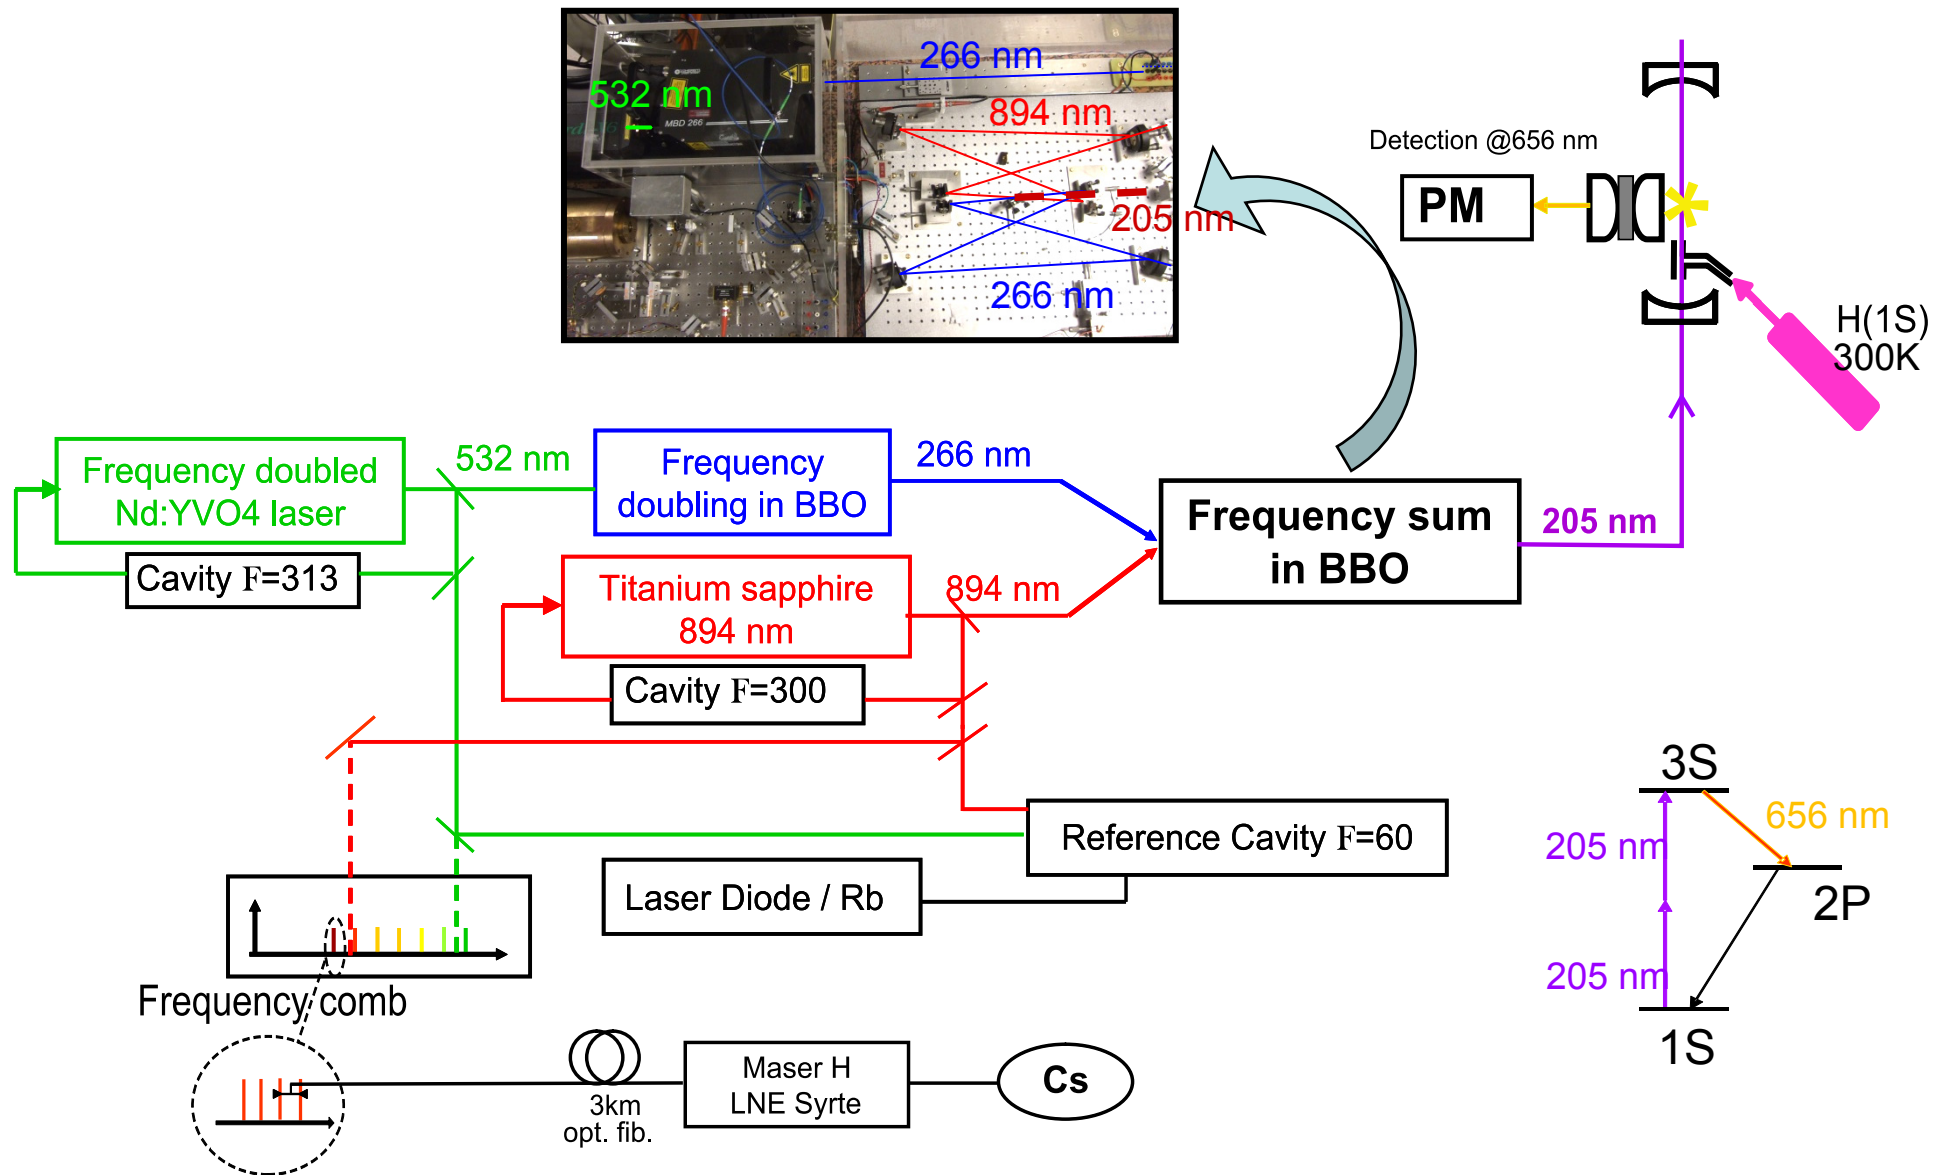 266 nm
532 nm
894 nm
MBD 266
205 nm
266 nm
Detection @656 nm
PM
H(1S)
300K
Frequency doubled
Nd:YVO4 laser
532 nm
Frequency
doubling in BBO
266 nm
Frequency sum
in BBO
205 nm
Cavity F=313
Titanium sapphire
894 nm
894 nm
Cavity F=300
Reference Cavity F=60
Laser Diode / Rb
Frequency comb
3km
opt. fib.
Maser H
LNE Syrte
Cs
3S
656 nm
205 nm
2P
205 nm
1S